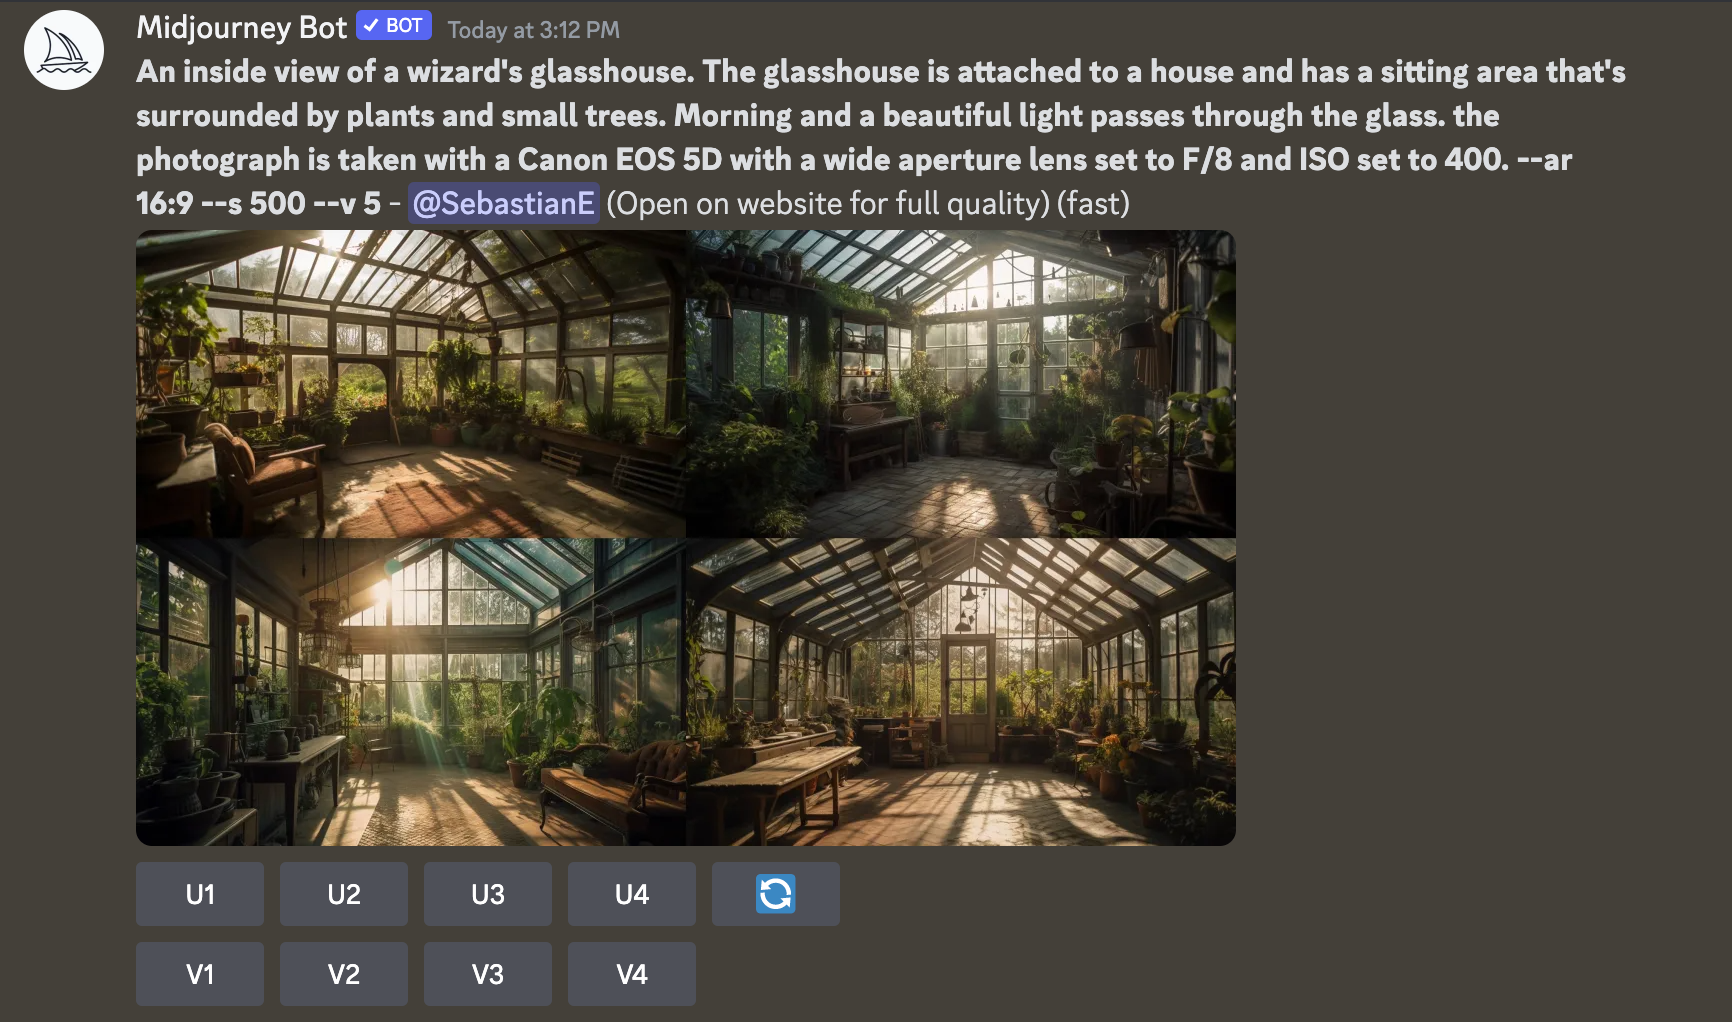 Midjourney Bot ✓ BOT Today at 3:12 PM
An inside view of a wizard's glasshouse. The glasshouse is attached to a house and has a sitting area that's
surrounded by plants and small trees. Morning and a beautiful light passes through the glass. the
photograph is taken with a Canon EOS 5D with a wide aperture lens set to F/8 and ISO set to 400. --ar
16:9 --s 500 --v 5 - @SebastianE (Open on website for full quality) (fast)
U1 U2 U3 U4
V1 V2 V3 V4